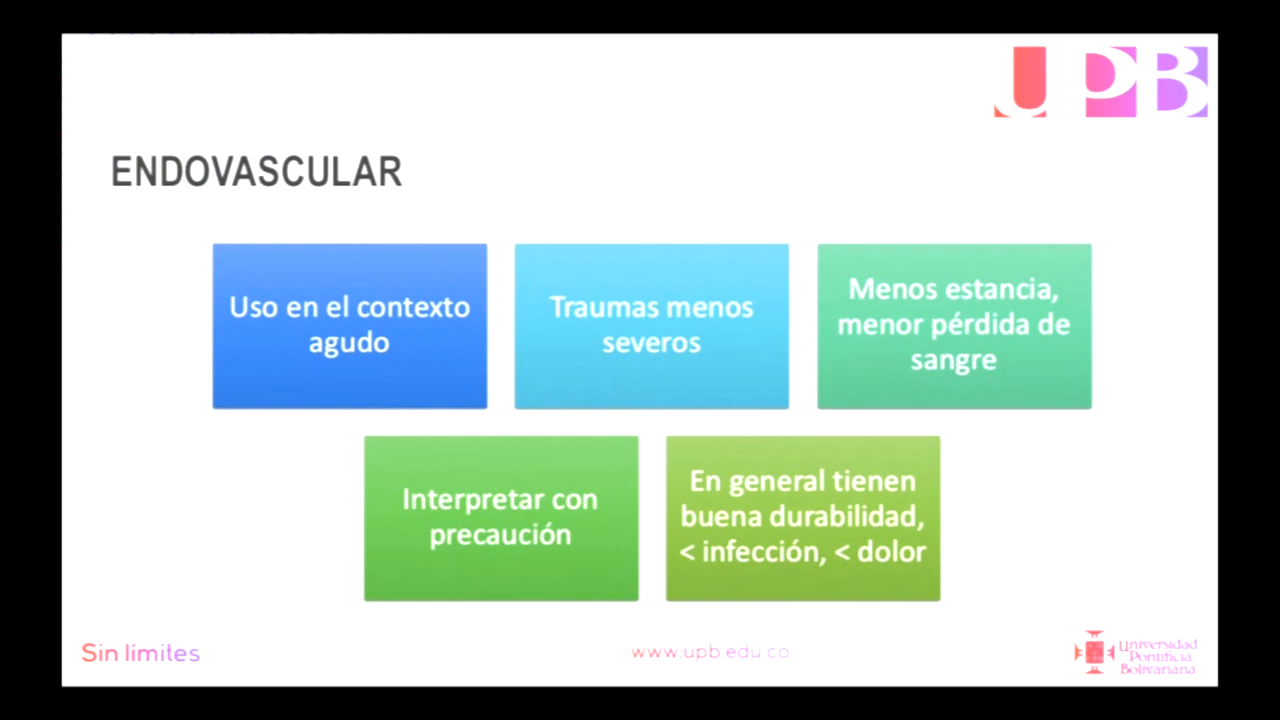 UPB
ENDOVASCULAR
Uso en el contexto
agudo
Traumas menos
severos
Menos estancia,
menor pérdida de
sangre
Interpretar con
precaución
En general tienen
buena durabilidad,
< infección, < dolor
Sin límites
www.upb.edu.co
Universidad
Pontificia
Bolivariana